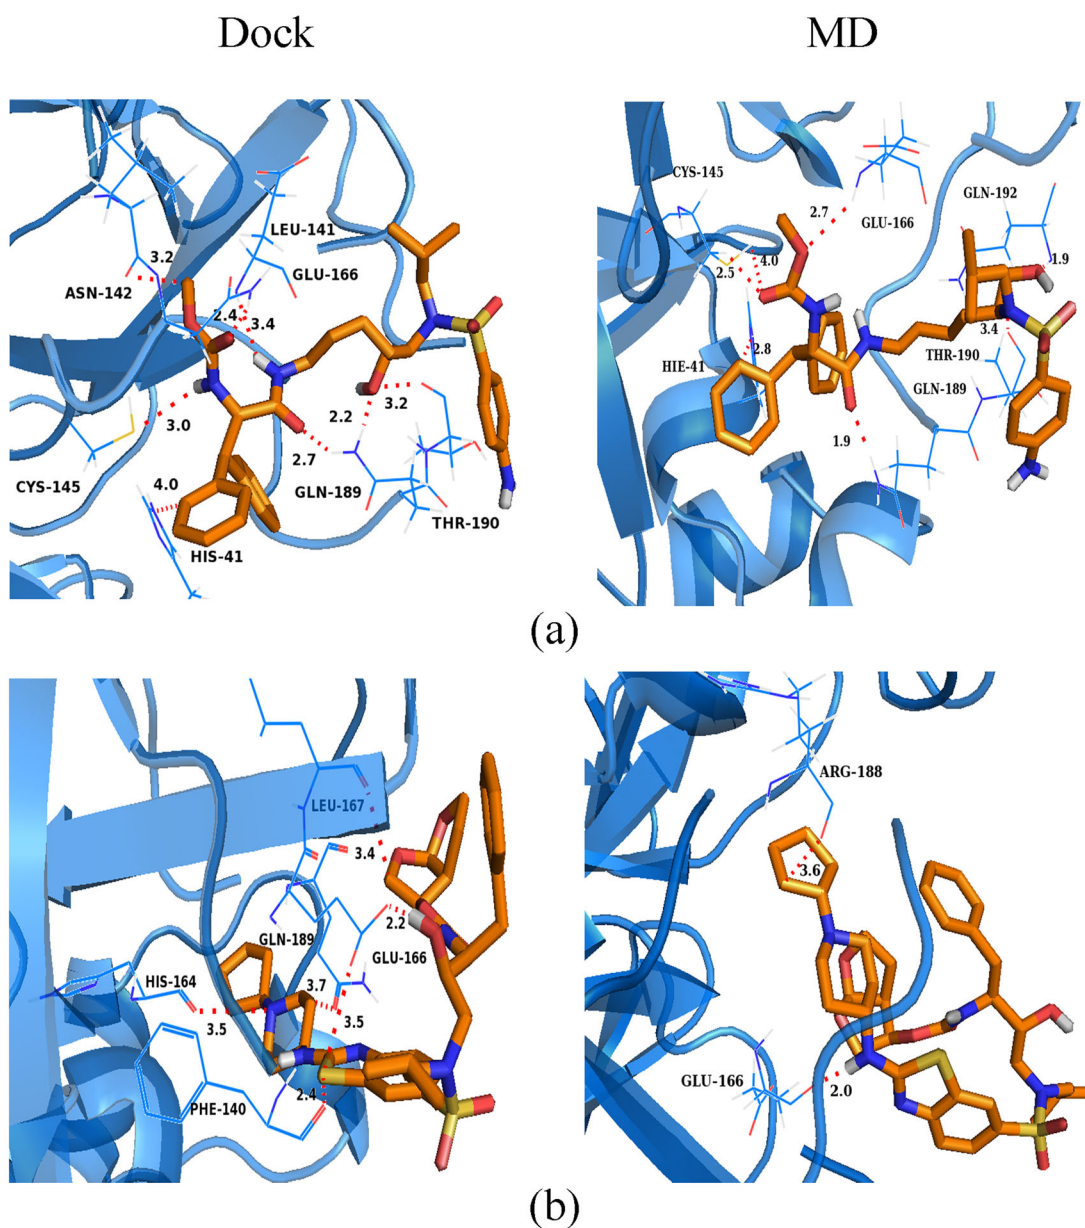 Dock
MD
LEU-141
GLU-166
3.2
ASN-142
2.4
3.4
3.0
2.2
3.2
2.7
CYS-145
4.0
GLN-189
THR-190
HIS-41
CYS-145
2.7
GLU-166
GLN-192
4.0
2.5
1.9
3.4
2.8
HIE-41
THR-190
GLN-189
1.9
(a)
LEU-167
3.4
2.2
GLN-189
GLU-166
HIS-164
3.7
3.5
3.5
PHE-140
2.4
ARG-188
3.6
GLU-166
2.0
(b)